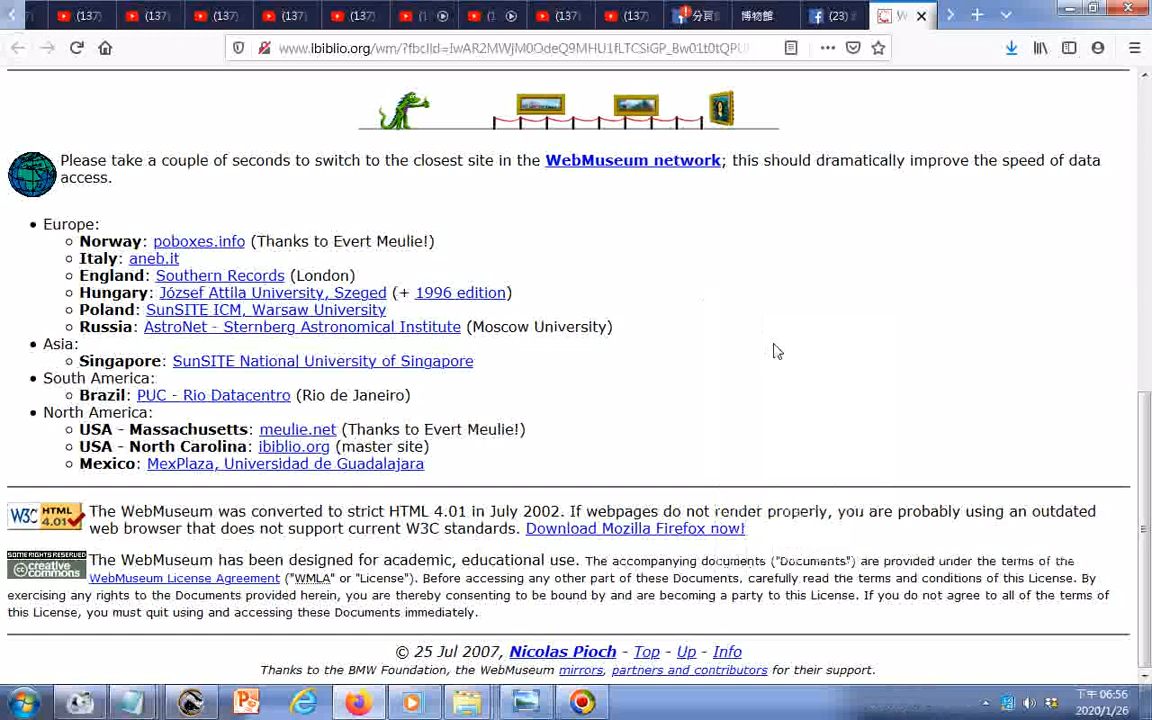 (137)
(137)
(137)
(137)
(137)
(1
(1
(137)
(137)
分頁
博物館
(23)
W
www.ibiblio.org/wm/?fbclid=IwAR2MWjM0OdeQ9MHU1fLTCSiGP_Bw01t0tQPU
Please take a couple of seconds to switch to the closest site in the WebMuseum network; this should dramatically improve the speed of data
access.
Europe:
Norway: poboxes.info (Thanks to Evert Meulie!)
Italy: aneb.it
England: Southern Records (London)
Hungary: József Attila University, Szeged (+ 1996 edition)
Poland: SunSITE ICM, Warsaw University
Russia: AstroNet - Sternberg Astronomical Institute (Moscow University)
Asia:
Singapore: SunSITE National University of Singapore
South America:
Brazil: PUC - Rio Datacentro (Rio de Janeiro)
North America:
USA - Massachusetts: meulie.net (Thanks to Evert Meulie!)
USA - North Carolina: ibiblio.org (master site)
Mexico: MexPlaza, Universidad de Guadalajara
W3C HTML 4.01
The WebMuseum was converted to strict HTML 4.01 in July 2002. If webpages do not render properly, you are probably using an outdated
web browser that does not support current W3C standards. Download Mozilla Firefox now!
SOME RIGHTS RESERVED
creative commons
The WebMuseum has been designed for academic, educational use. The accompanying documents ("Documents") are provided under the terms of the
WebMuseum License Agreement ("WMLA" or "License"). Before accessing any other part of these Documents, carefully read the terms and conditions of this License. By
exercising any rights to the Documents provided herein, you are thereby consenting to be bound by and are becoming a party to this License. If you do not agree to all of the terms of
this License, you must quit using and accessing these Documents immediately.
© 25 Jul 2007, Nicolas Pioch - Top - Up - Info
Thanks to the BMW Foundation, the WebMuseum mirrors, partners and contributors for their support.
下午 06:56
2020/1/26